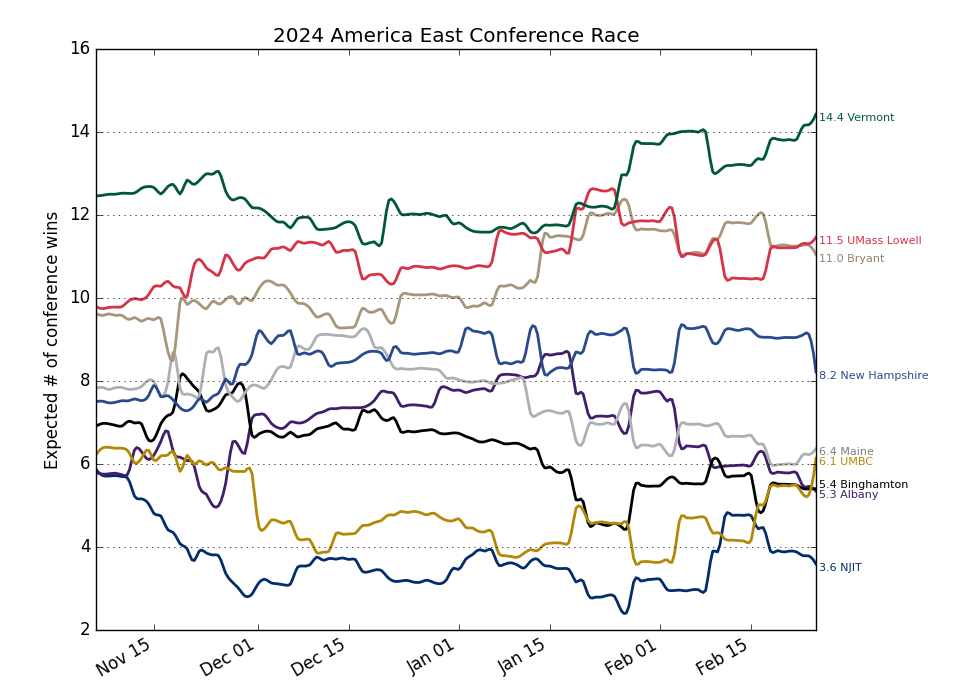 2024 America East Conference Race
Expected # of conference wins
16
14
12
10
8
6
4
2
Nov 15
Dec 01
Dec 15
Jan 01
Jan 15
Feb 01
Feb 15
14.4 Vermont
11.5 UMass Lowell
11.0 Bryant
8.2 New Hampshire
6.4 Maine
6.1 UMBC
5.4 Binghamton
5.3 Albany
3.6 NJIT